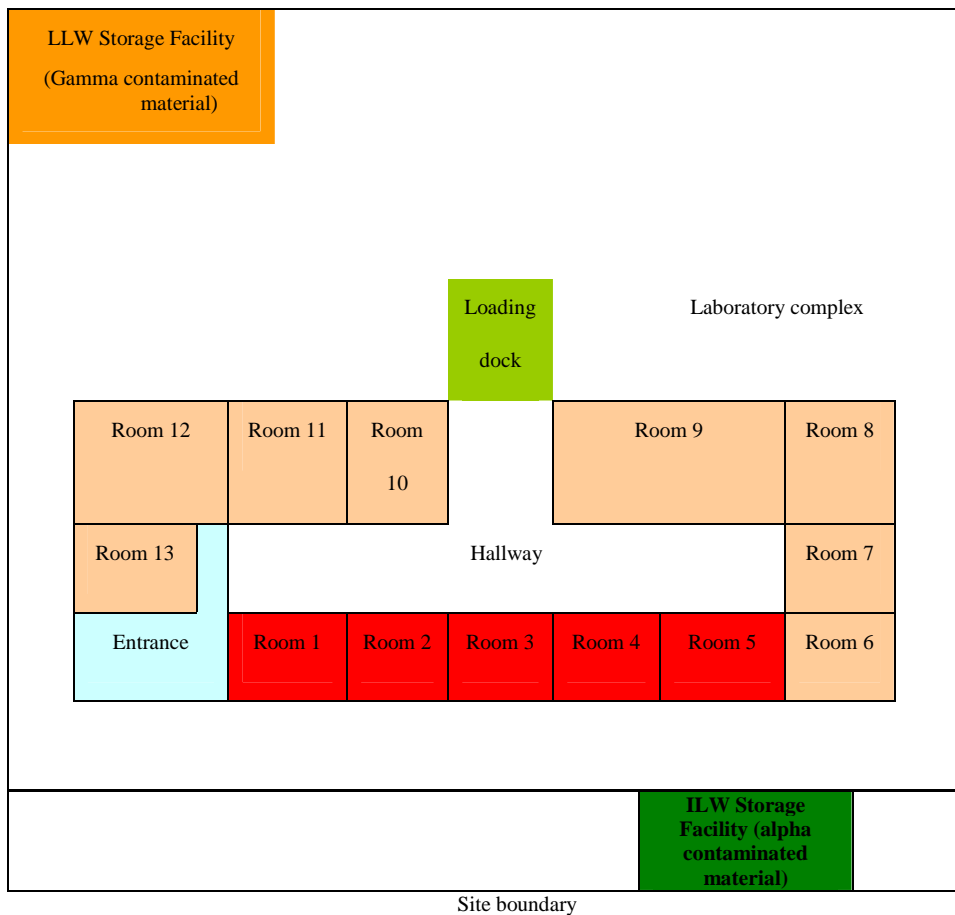 LLW Storage Facility
(Gamma contaminated
material)
Loading
dock
Laboratory complex
Room 12
Room 11
Room
10
Room 9
Room 8
Room 13
Hallway
Room 7
Entrance
Room 1
Room 2
Room 3
Room 4
Room 5
Room 6
ILW Storage
Facility (alpha
contaminated
material)
Site boundary